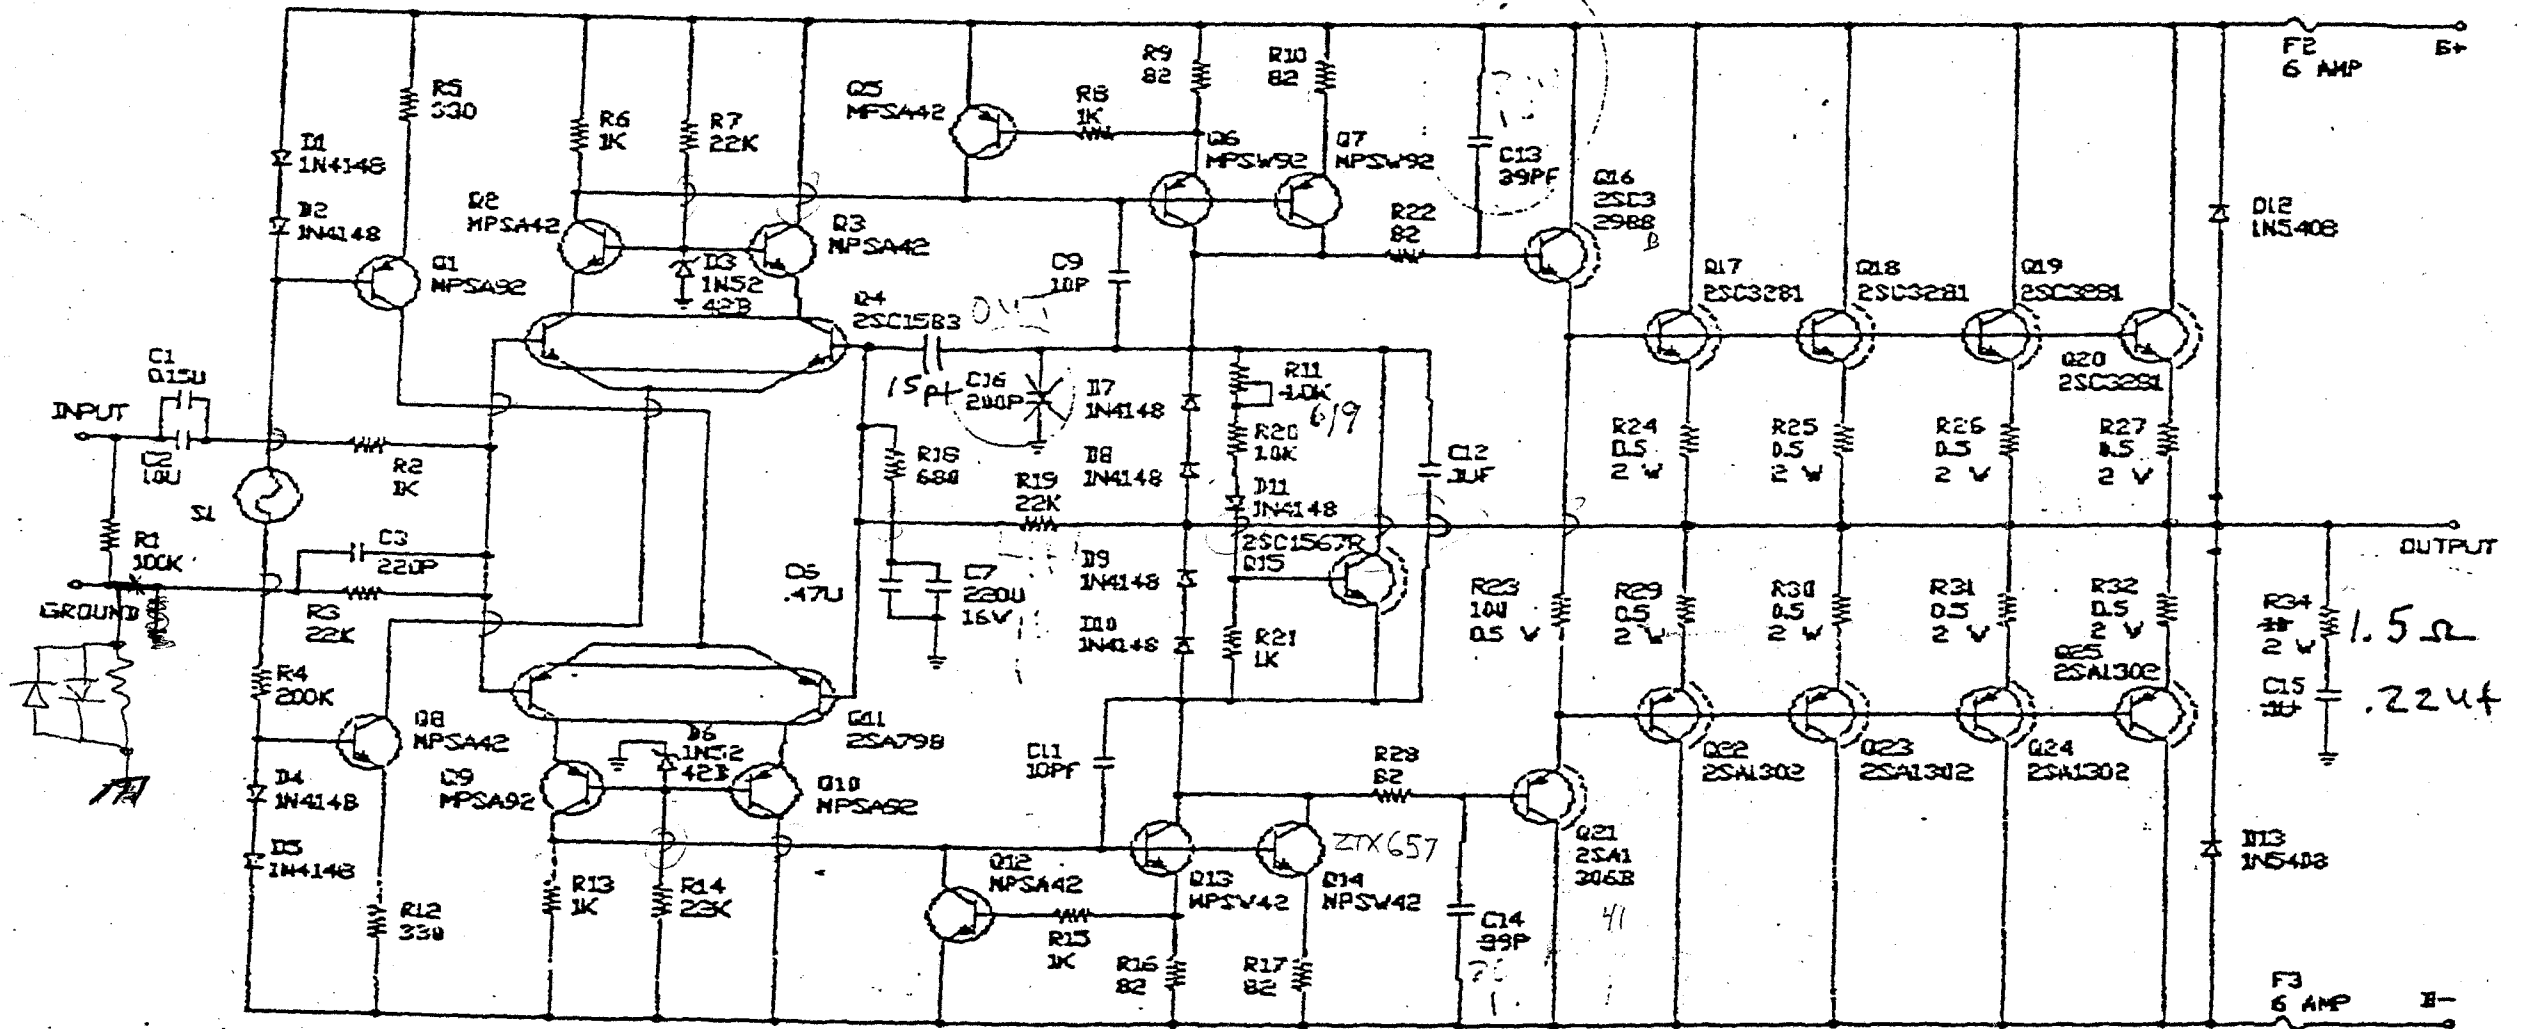 R5
330
R6
1K
R7
22K
Q5
MPSA42
R8
1K
R9
82
R10
82
F2
6 AMP
B+
D1
1N4148
D2
1N4148
Q1
MPSA92
Q2
MPSA42
Q3
MPSA42
D3
1N52
42B
Q4
2SC1583
Q6
MPSW92
Q7
MPSW92
C13
39PF
R22
82
Q16
2SC3
298B
B
D12
1N5408
C9
10P
Q17
2SC3281
Q18
2SC3281
Q19
2SC3281
Q20
2SC3281
C1
0.15U
INPUT
C2
10U
R2
1K
S1
15pf
C16
200P
D7
1N4148
R11
10K
619
R20
10K
D8
1N4148
D11
1N4148
C12
.1UF
R18
680
R19
22K
R24
0.5
2 W
R25
0.5
2 W
R26
0.5
2 W
R27
0.5
2 W
R1
100K
C3
220P
GROUND
R3
22K
R4
200K
C6
.47U
C7
220U
16V
D9
1N4148
D10
1N4148
2SC1567R
Q15
R21
1K
OUTPUT
R23
100
0.5 W
R29
0.5
2 W
R30
0.5
2 W
R31
0.5
2 W
R32
0.5
2 W
R34
2 W
1.5Ω
C15
.22uf
Q25
2SA1302
Q8
MPSA42
Q11
2SA798
D6
1N52
42B
C11
10PF
R28
82
Q22
2SA1302
Q23
2SA1302
Q24
2SA1302
D4
1N4148
D5
1N4148
Q9
MPSA92
Q10
MPSA92
ZTX657
Q21
2SA1
306B
41
D13
1N5408
R12
330
R13
1K
R14
22K
Q12
MPSA42
R15
1K
Q13
MPSW42
Q14
MPSW42
R16
82
R17
82
C14
39P
F3
6 AMP
B-